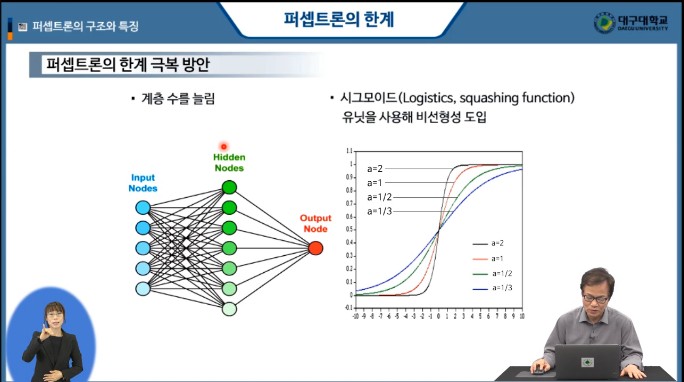 퍼셉트론의 구조와 특징
퍼셉트론의 한계
대구대학교
DAEGU UNIVERSITY
퍼셉트론의 한계 극복 방안
• 계층 수를 늘림
• 시그모이드(Logistics, squashing function)
유닛을 사용해 비선형성 도입
Hidden
Nodes
Input
Nodes
Output
Node
1.1
1
0.9
0.8
0.7
0.6
0.5
0.4
0.3
0.2
0.1
0
-0.1
a=2
a=1
a=1/2
a=1/3
a=2
a=1
a=1/2
a=1/3
-10 -9 -8 -7 -6 -5 -4 -3 -2 -1 0 1 2 3 4 5 6 7 8 9 10